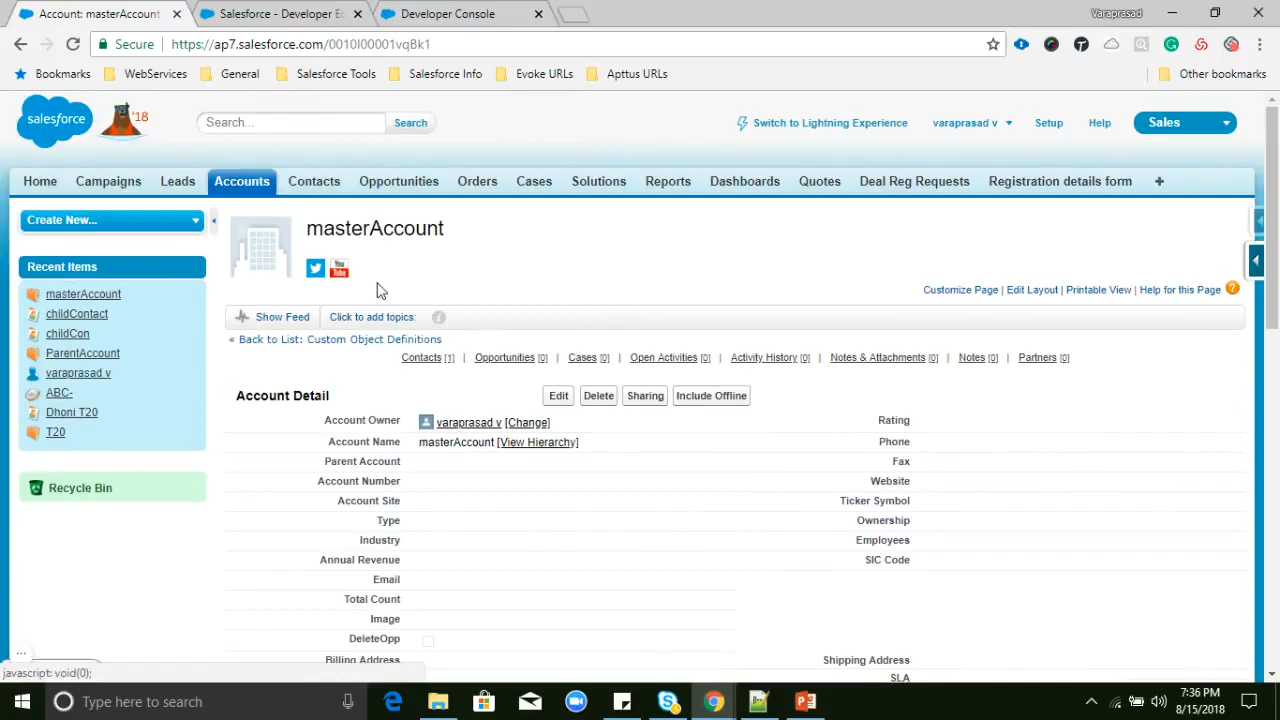 Account: masterAccount
Salesforce - Developer E
Developer Console
Varaprasad
Secure
https://ap7.salesforce.com/0010I00001vqBk1
Bookmarks
WebServices
General
Salesforce Tools
Salesforce Info
Evoke URLs
Apttus URLs
Other bookmarks
salesforce
'18
Search...
Search
Switch to Lightning Experience
varaprasad v
Setup
Help
Sales
Home
Campaigns
Leads
Accounts
Contacts
Opportunities
Orders
Cases
Solutions
Reports
Dashboards
Quotes
Deal Reg Requests
Registration details form
+
Create New...
Recent Items
masterAccount
childContact
childCon
ParentAccount
varaprasad v
ABC-
Dhoni T20
T20
Recycle Bin
masterAccount
You Tube
Customize Page | Edit Layout | Printable View | Help for this Page
Show Feed
Click to add topics:
« Back to List: Custom Object Definitions
Contacts [1] | Opportunities [0] | Cases [0] | Open Activities [0] | Activity History [0] | Notes & Attachments [0] | Notes [0] | Partners [0]
Account Detail
Edit
Delete
Sharing
Include Offline
Account Owner varaprasad v [Change] Rating
Account Name masterAccount [View Hierarchy] Phone
Parent Account Fax
Account Number Website
Account Site Ticker Symbol
Type Ownership
Industry Employees
Annual Revenue SIC Code
Email
Total Count
Image
DeleteOpp
Billing Address Shipping Address
SLA
javascript: void(0);
Type here to search
7:36 PM
8/15/2018